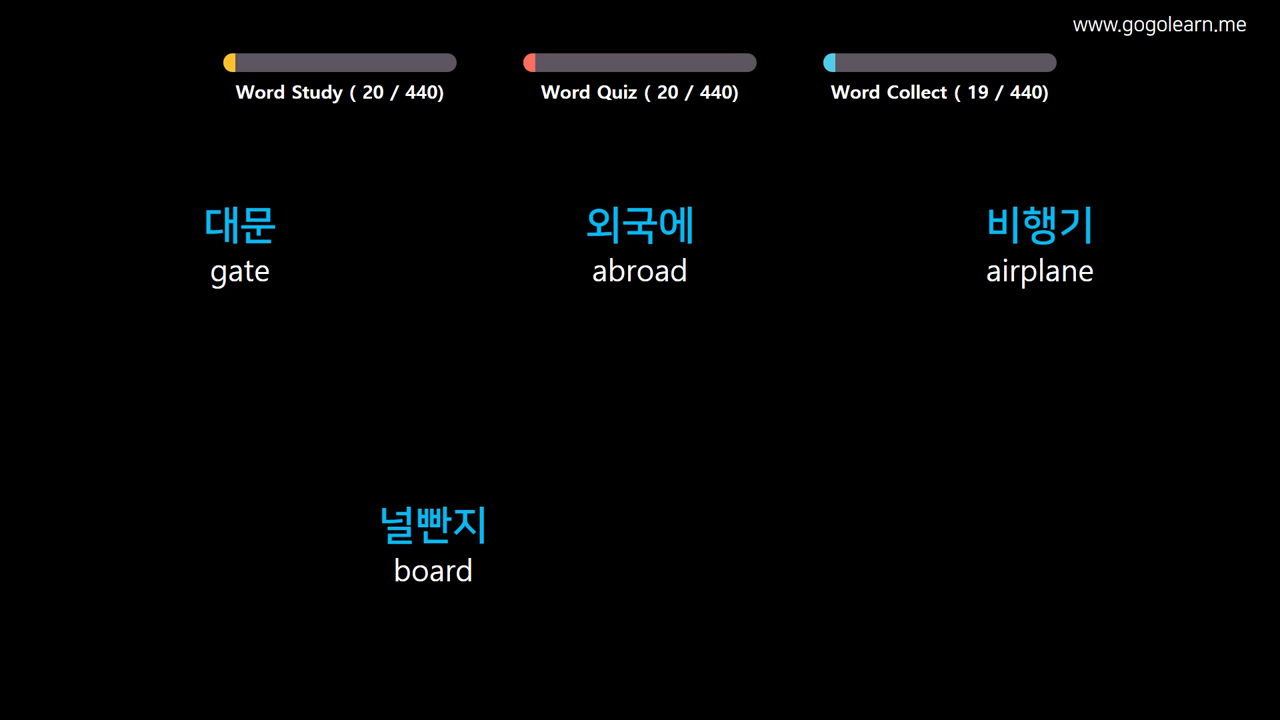 www.gogolearn.me
Word Study ( 20 / 440)
Word Quiz ( 20 / 440)
Word Collect ( 19 / 440)
대문
gate
외국에
abroad
비행기
airplane
널빤지
board